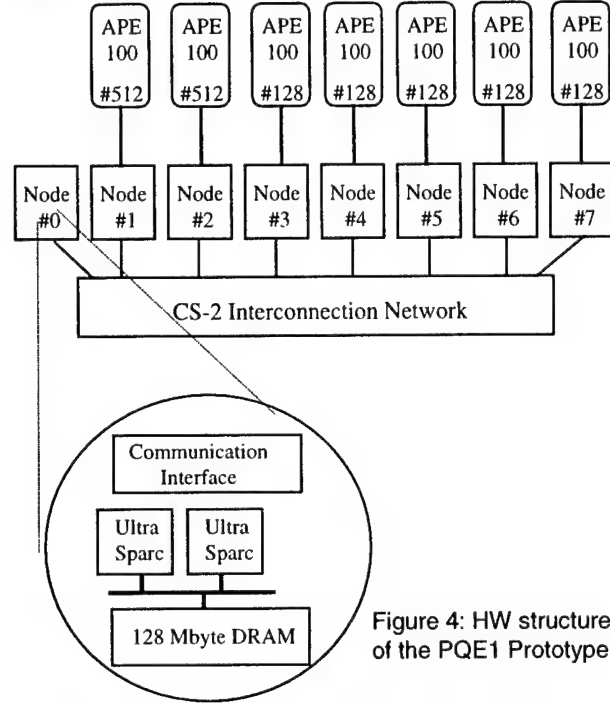 APE 100 #512
APE 100 #512
APE 100 #128
APE 100 #128
APE 100 #128
APE 100 #128
APE 100 #128
Node #0
Node #1
Node #2
Node #3
Node #4
Node #5
Node #6
Node #7
CS-2 Interconnection Network
Communication
Interface
Ultra
Sparc
Ultra
Sparc
128 Mbyte DRAM
Figure 4: HW structure
of the PQE1 Prototype